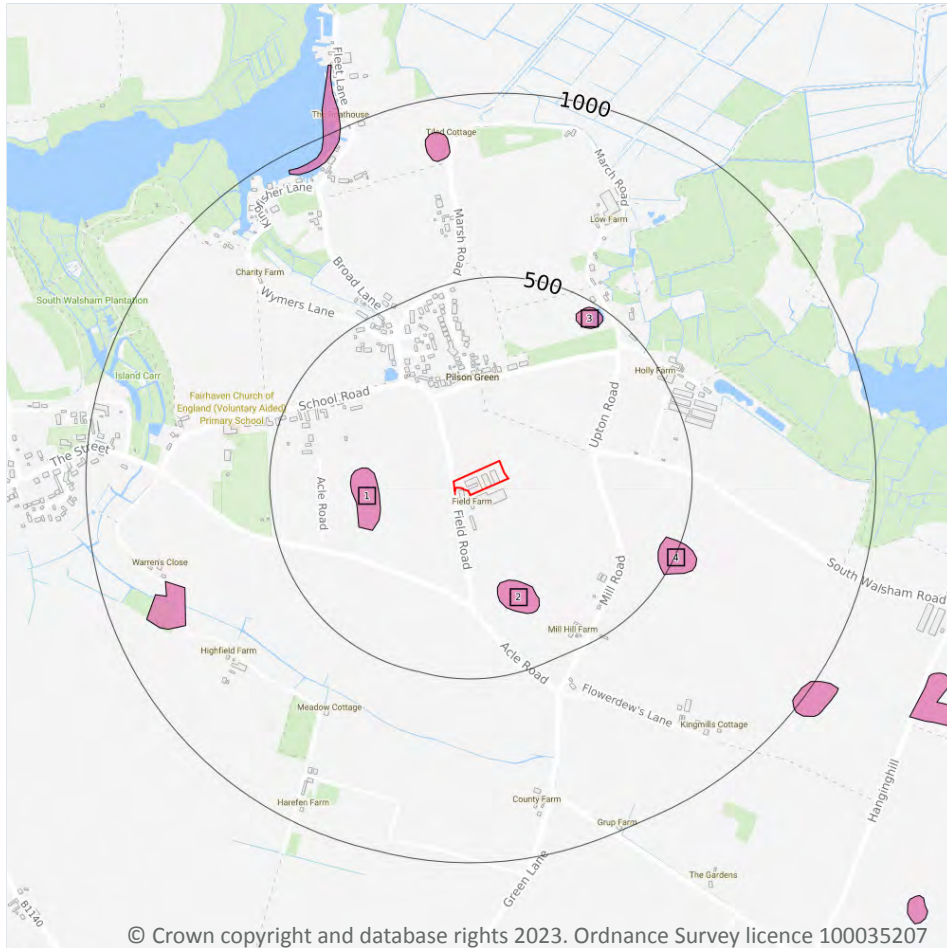 Fleet Lane
1000
The Boathouse
Tiled Cottage
March Road
Kingfisher Lane
Low Farm
Marsh Road
Charity Farm
Broad Lane
500
Wymers Lane
South Walsham Plantation
3
Island Carr
Pilson Green
Holly Farm
School Road
Fairhaven Church of
England (Voluntary Aided)
Primary School
Upton Road
The Street
1
Acle Road
Field Farm
Field Road
4
Warren's Close
2
Mill Road
South Walsham Road
Mill Hill Farm
Highfield Farm
Acle Road
Flowerdew's Lane
Meadow Cottage
Kingmills Cottage
Hanginghill
Harefen Farm
County Farm
Grup Farm
Green Lane
The Gardens
B1140
© Crown copyright and database rights 2023. Ordnance Survey licence 100035207